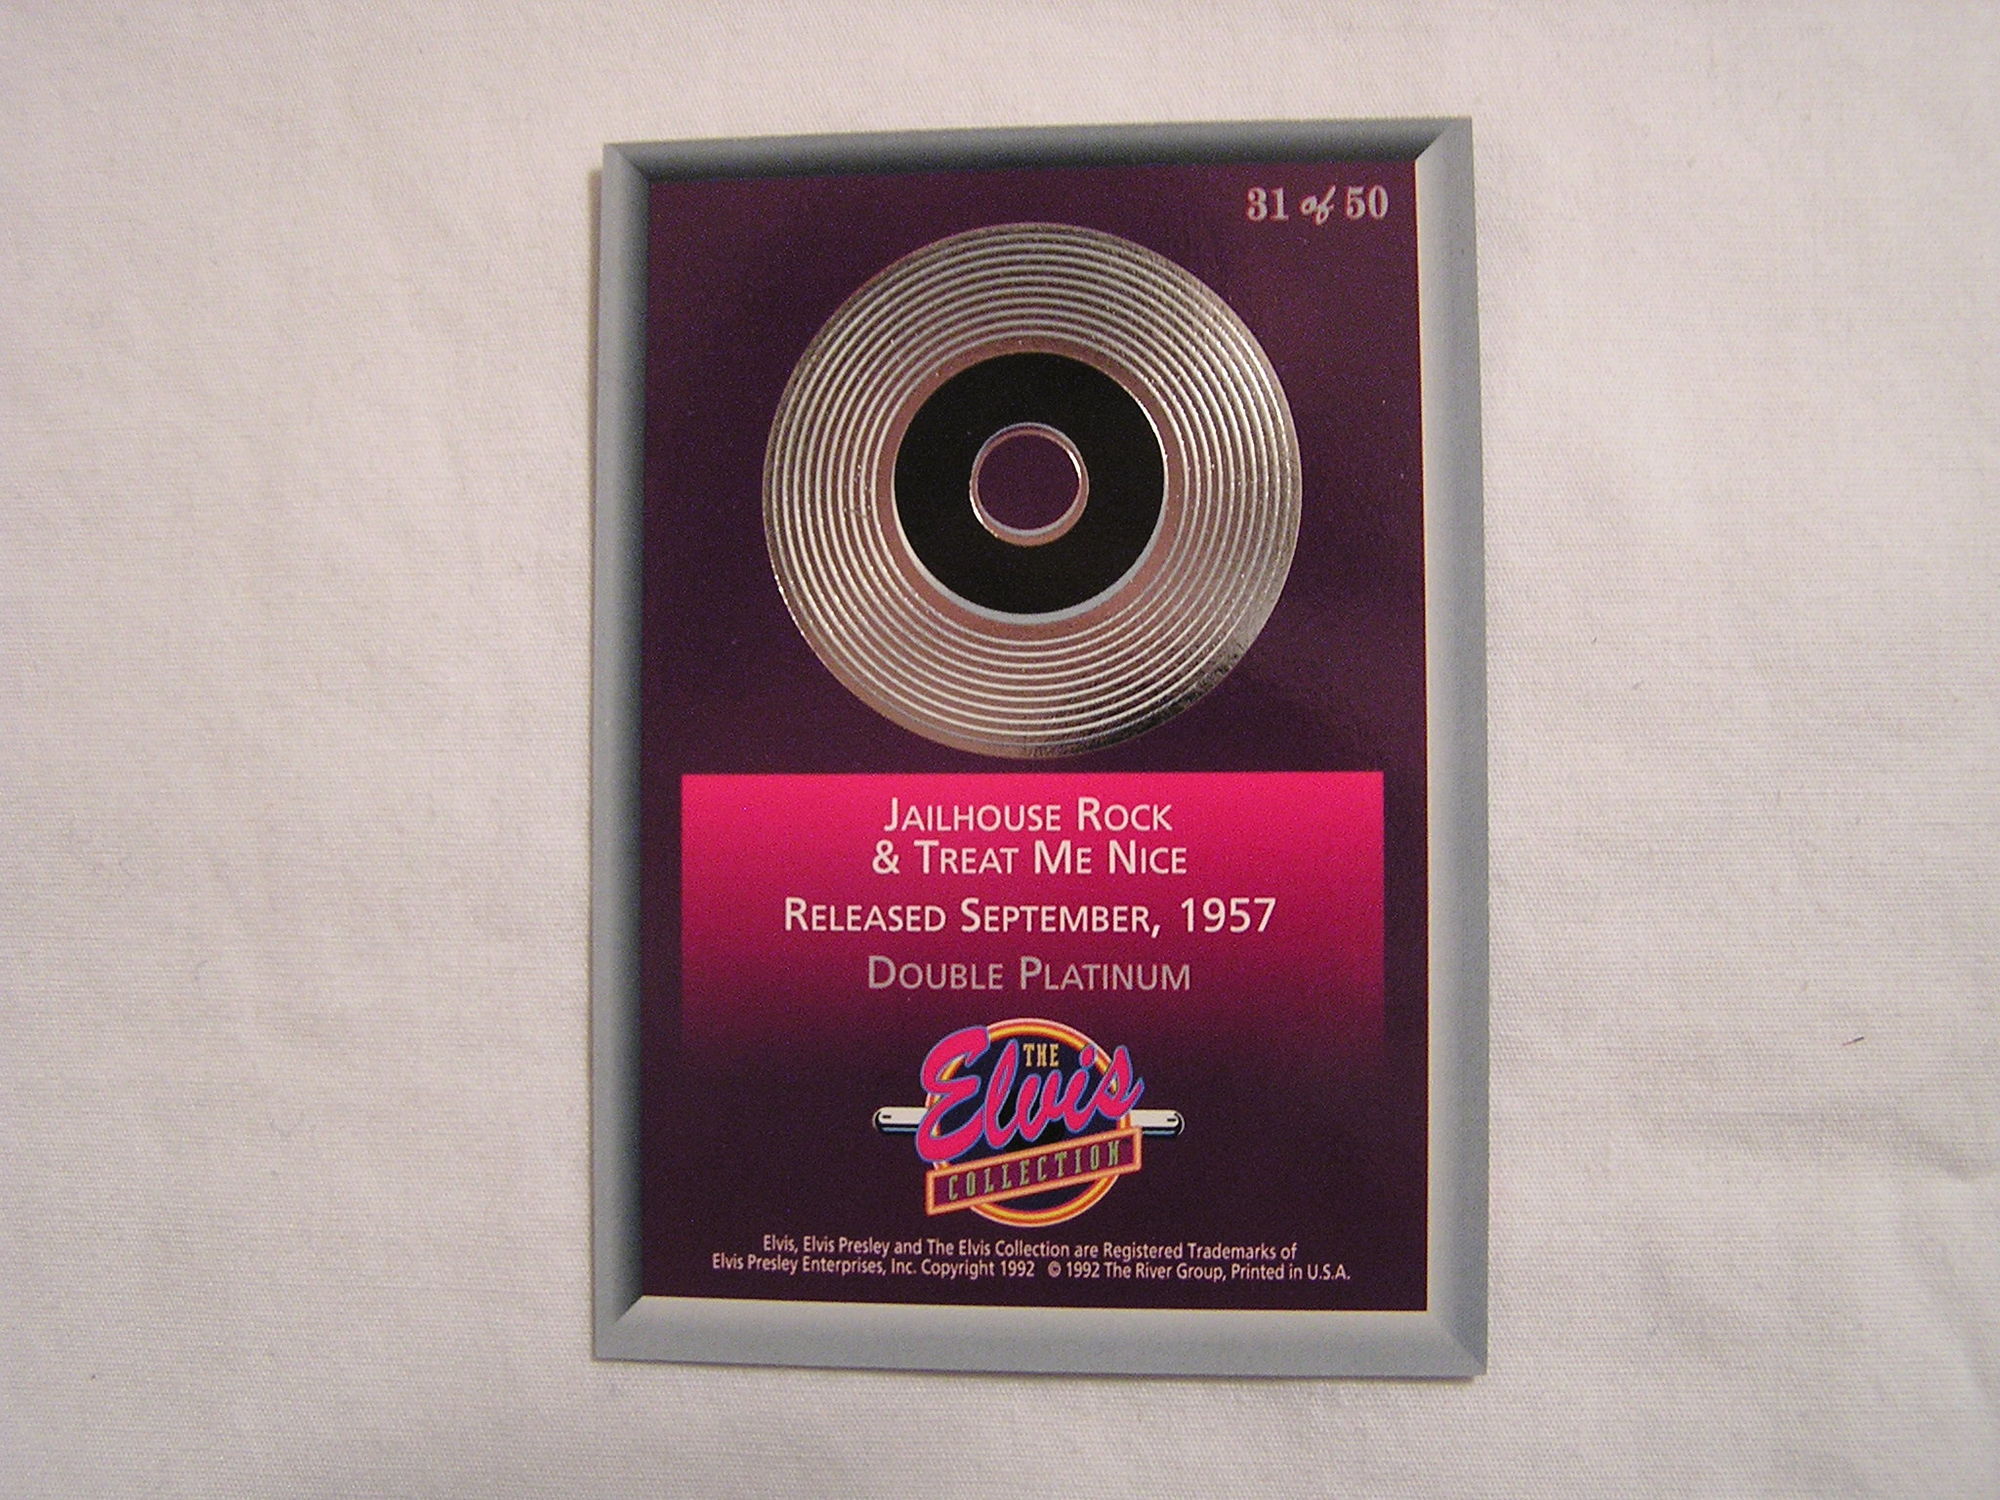 31 of 50
JAILHOUSE ROCK
& TREAT ME NICE
RELEASED SEPTEMBER, 1957
DOUBLE PLATINUM
THE
Elvis
COLLECTION
Elvis, Elvis Presley and The Elvis Collection are Registered Trademarks of
Elvis Presley Enterprises, Inc. Copyright 1992 © 1992 The River Group, Printed in U.S.A.